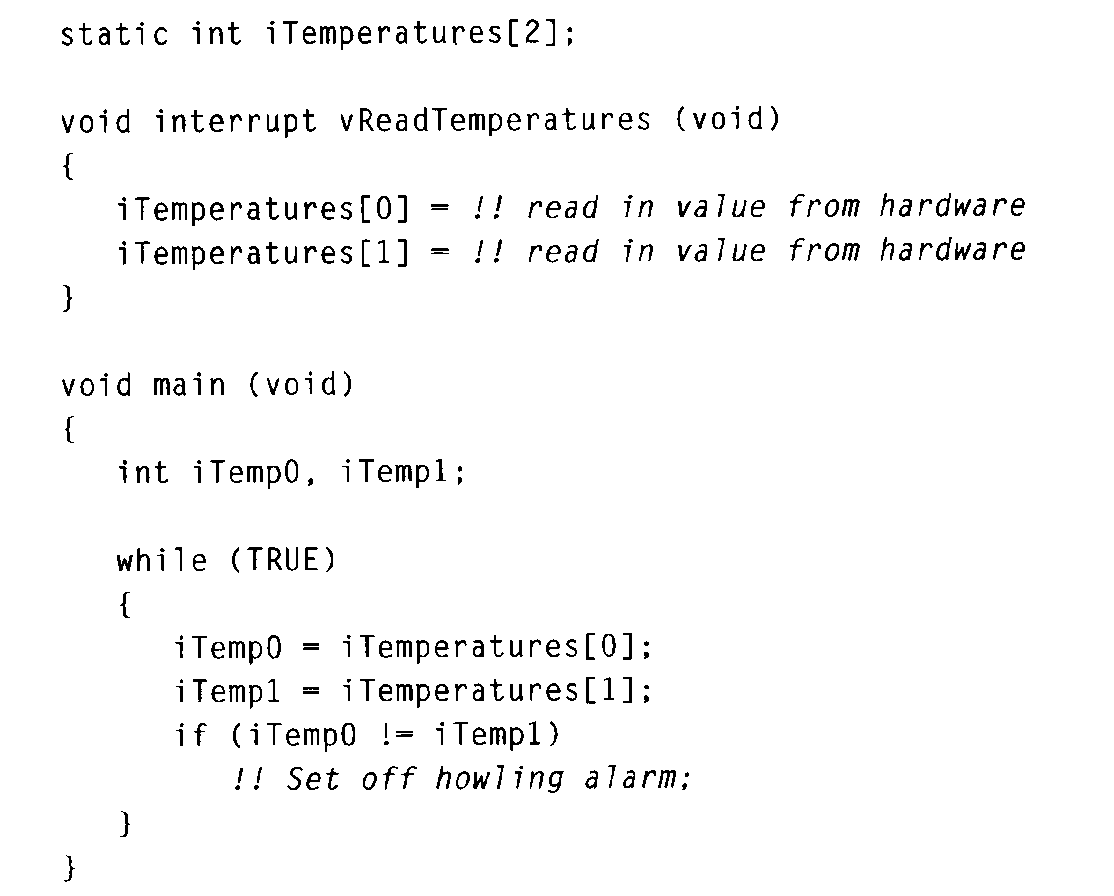 static int iTemperatures[2];
void interrupt vReadTemperatures (void)
{
iTemperatures[0] = !! read in value from hardware
iTemperatures[1] = !! read in value from hardware
}
void main (void)
{
int iTemp0, iTemp1;
while (TRUE)
{
iTemp0 = iTemperatures[0];
iTemp1 = iTemperatures[1];
if (iTemp0 != iTemp1)
!! Set off howling alarm;
}
}